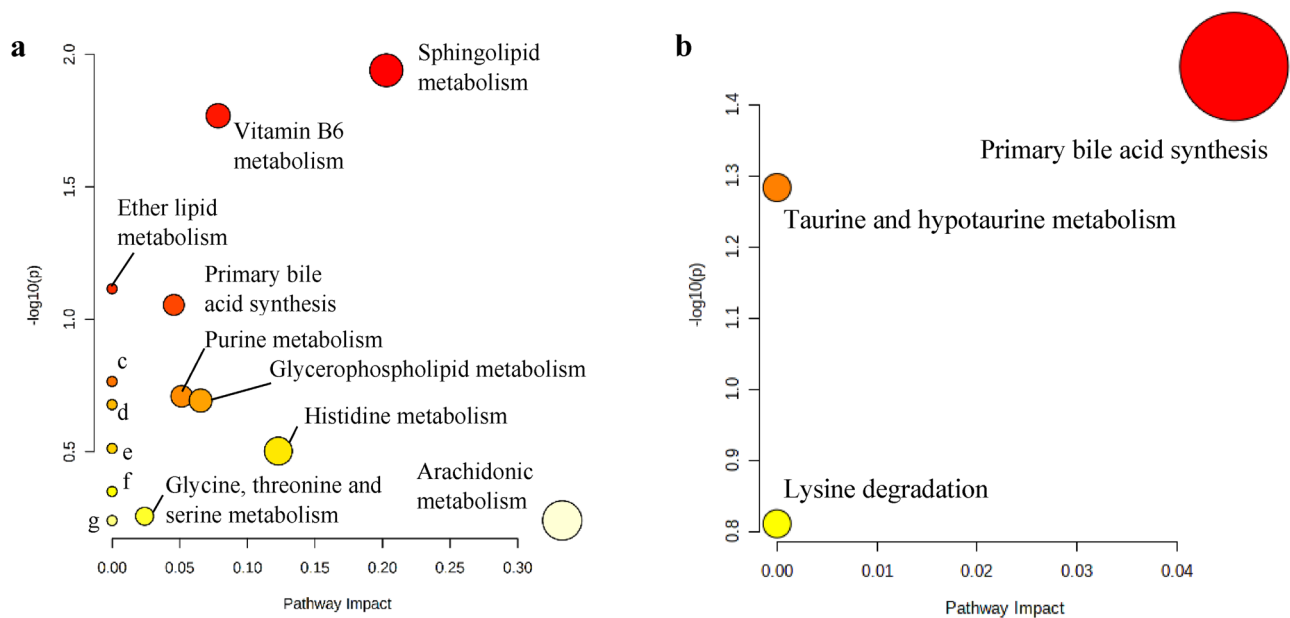 a
2.0
1.5
1.0
0.5
-log10(p)
Sphingolipid
metabolism
Vitamin B6
metabolism
Ether lipid
metabolism
Primary bile
acid synthesis
Purine metabolism
Glycerophospholipid metabolism
Histidine metabolism
Arachidonic
metabolism
Glycine, threonine and
serine metabolism
c
d
e
f
g
0.00 0.05 0.10 0.15 0.20 0.25 0.30
Pathway Impact
b
1.4
1.3
1.2
1.1
1.0
0.9
0.8
-log10(p)
Primary bile acid synthesis
Taurine and hypotaurine metabolism
Lysine degradation
0.00 0.01 0.02 0.03 0.04
Pathway Impact